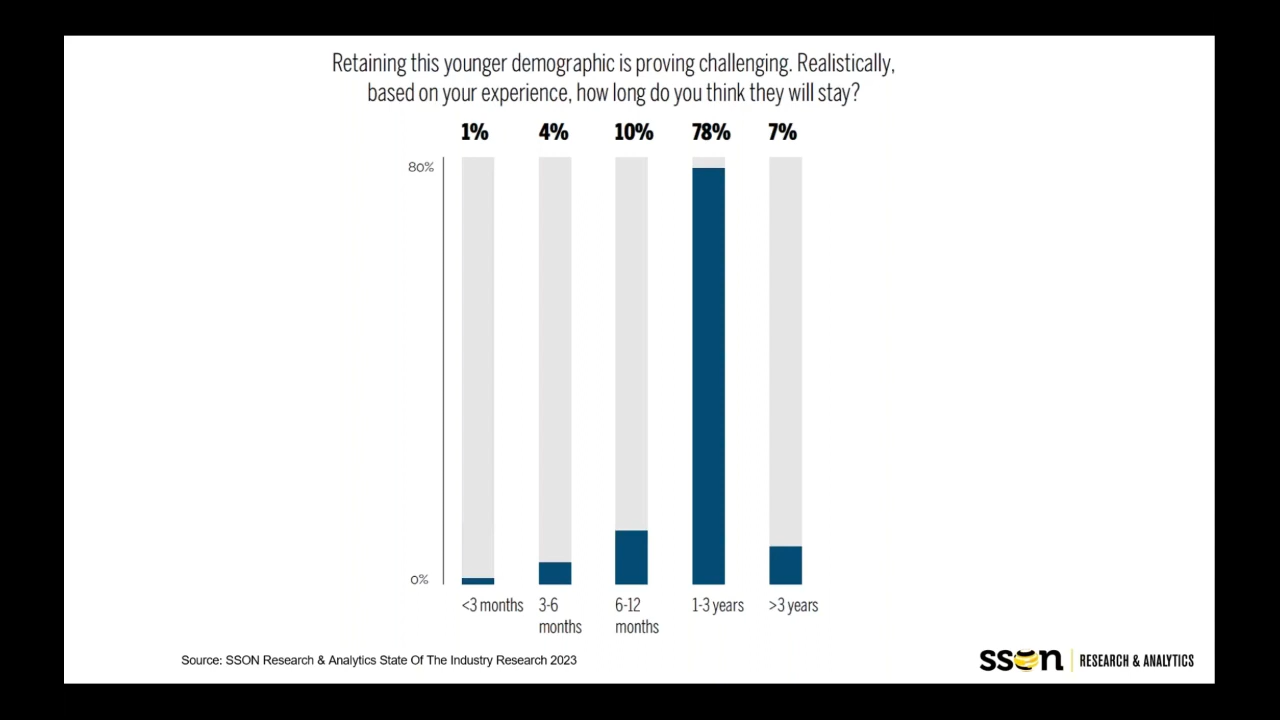 Retaining this younger demographic is proving challenging. Realistically,
based on your experience, how long do you think they will stay?
1% 4% 10% 78% 7%
80%
0%
<3 months 3-6 months 6-12 months 1-3 years >3 years
Source: SSON Research & Analytics State Of The Industry Research 2023
sson RESEARCH & ANALYTICS